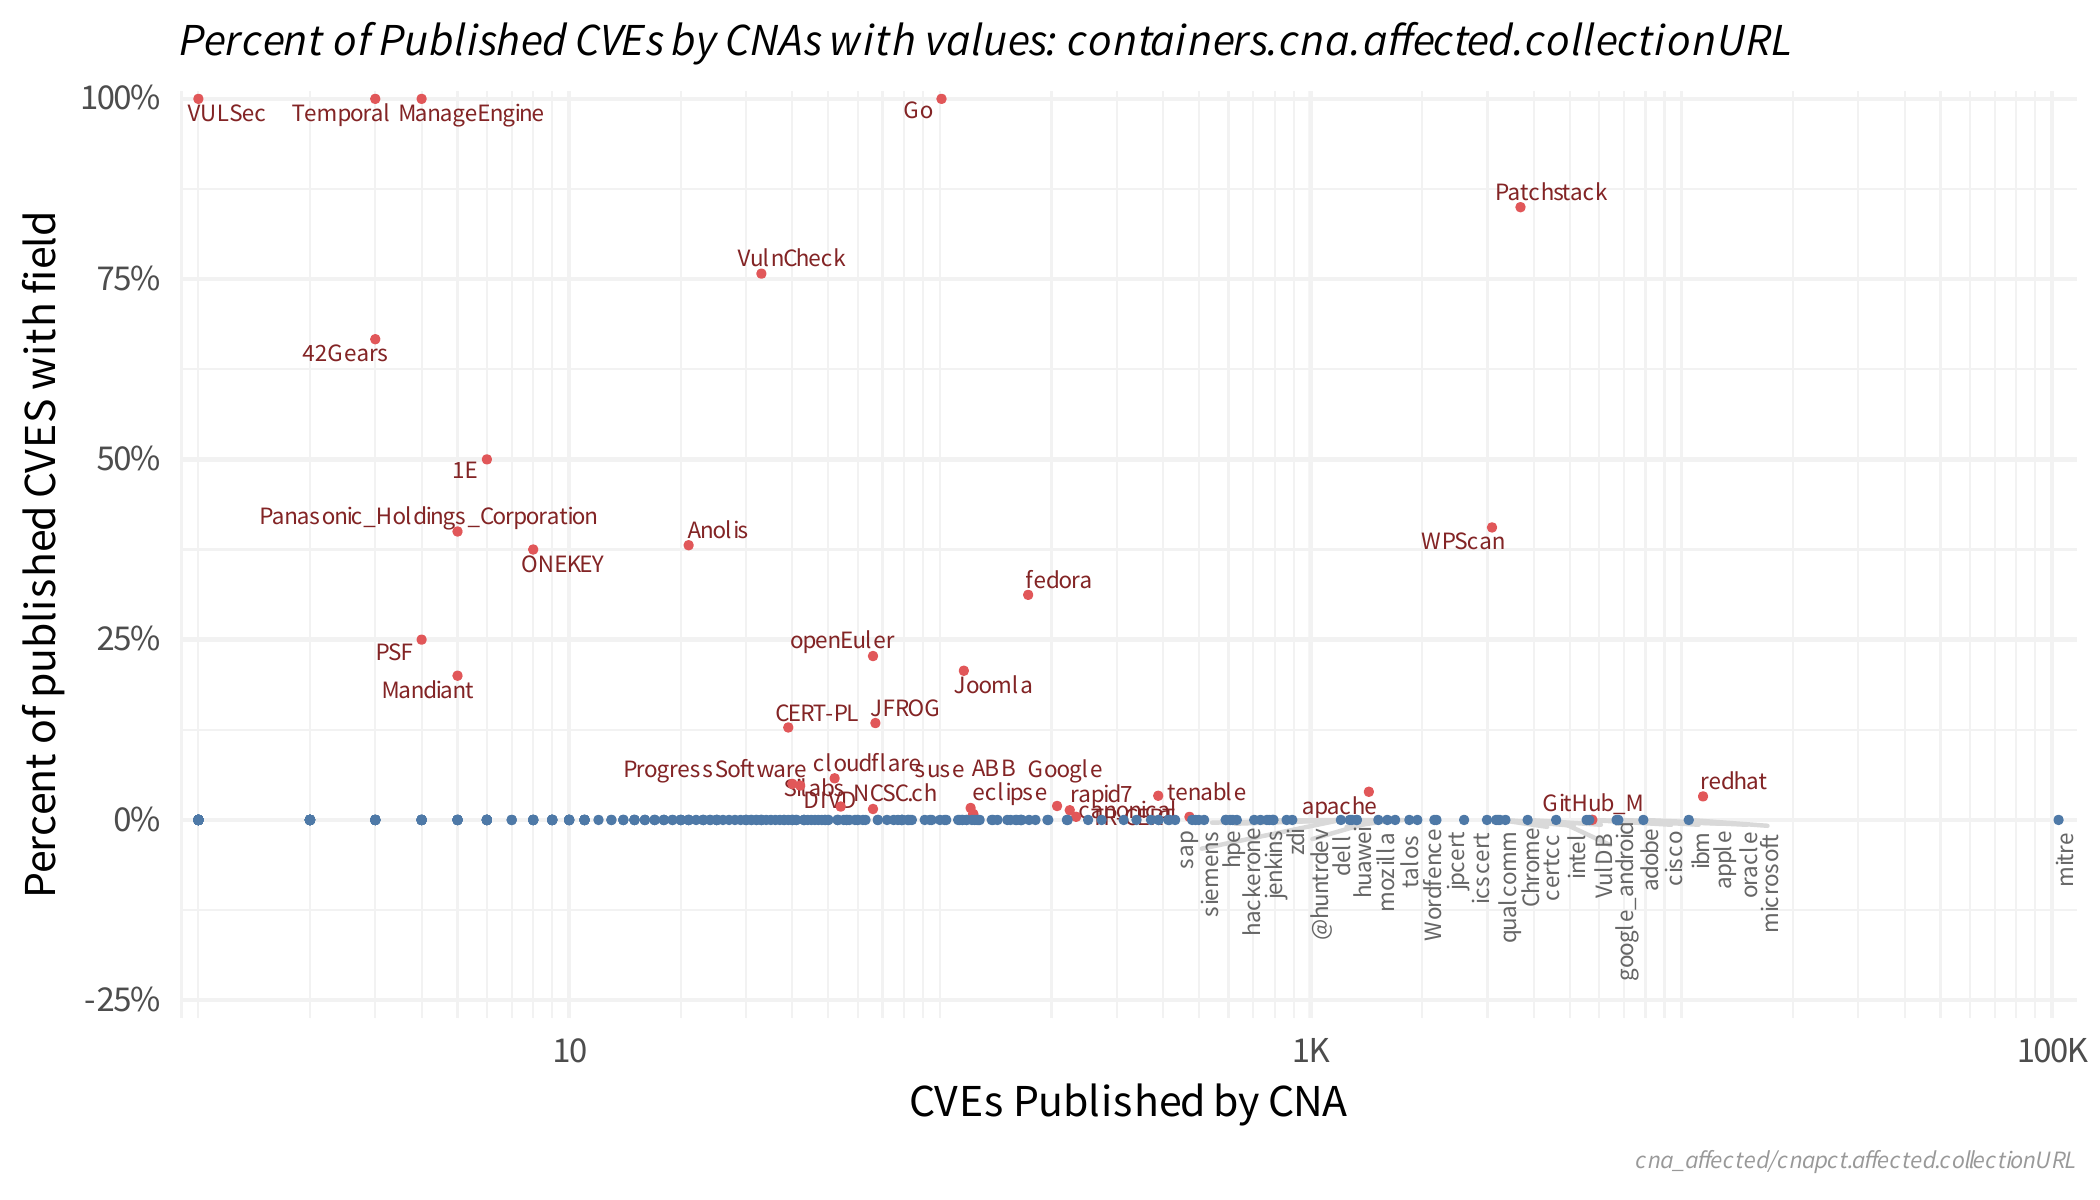 Percent of Published CVEs by CNAs with values: containers.cna.affected.collectionURL
Percent of published CVES with field
100%
75%
50%
25%
0%
-25%
VULSec
Temporal
ManageEngine
Go
Patchstack
VulnCheck
42Gears
1E
Panasonic_Holdings_Corporation
ONEKEY
Anolis
WPScan
fedora
PSF
Mandiant
openEuler
Joomla
CERT-PL
JFROG
ProgressSoftware
cloudflare
suse
ABB
Google
Silabs
DIVD
NCSC.ch
eclipse
rapid7
canonical
TR-CERT
tenable
apache
GitHub_M
redhat
sap
siemens
hpe
hackerone
jenkins
zdi
@huntrdev
dell
huawei
mozilla
talos
Wordfence
jpcert
icscert
qualcomm
Chrome
certcc
intel
VulDB
google_android
adobe
cisco
ibm
apple
oracle
microsoft
mitre
10
1K
100K
CVEs Published by CNA
cna_affected/cnapct.affected.collectionURL